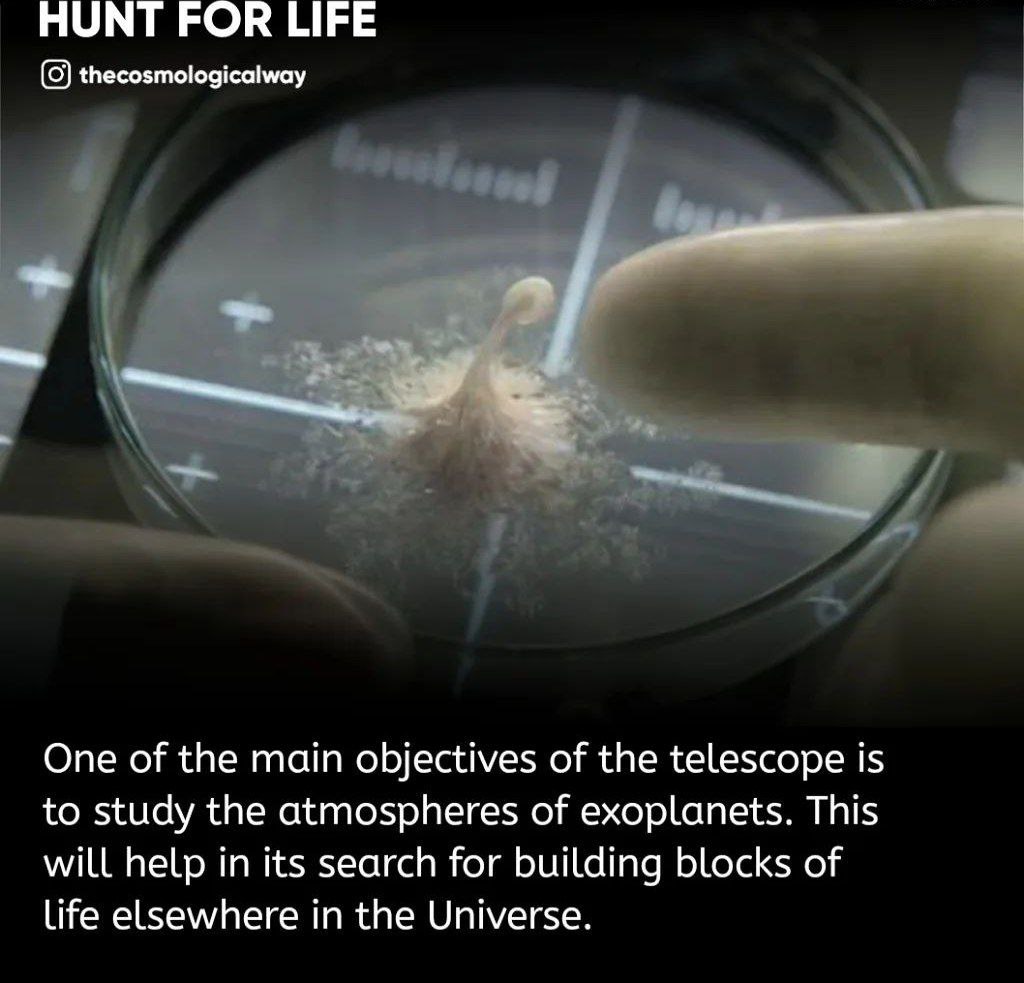 HUNT FOR LIFE
thecosmologicalway
One of the main objectives of the telescope is
to study the atmospheres of exoplanets. This
will help in its search for building blocks of
life elsewhere in the Universe.